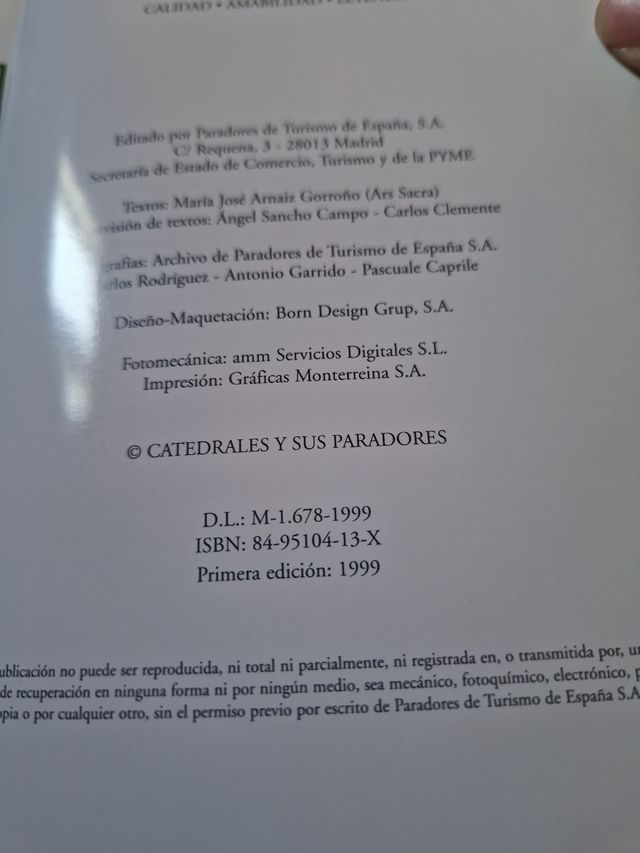 CALIDAD • AMABILIDAD •
Editado por Paradores de Turismo de España, S.A.
C/ Requena, 3 - 28013 Madrid
Secretaría de Estado de Comercio, Turismo y de la PYME
Textos: María José Arnaiz Gorroño (Ars Sacra)
visión de textos: Ángel Sancho Campo - Carlos Clemente
grafías: Archivo de Paradores de Turismo de España S.A.
arlos Rodríguez - Antonio Garrido - Pascuale Caprile
Diseño-Maquetación: Born Design Grup, S.A.
Fotomecánica: amm Servicios Digitales S.L.
Impresión: Gráficas Monterreina S.A.
© CATEDRALES Y SUS PARADORES
D.L.: M-1.678-1999
ISBN: 84-95104-13-X
Primera edición: 1999
ublicación no puede ser reproducida, ni total ni parcialmente, ni registrada en, o transmitida por, u
de recuperación en ninguna forma ni por ningún medio, sea mecánico, fotoquímico, electrónico, p
opia o por cualquier otro, sin el permiso previo por escrito de Paradores de Turismo de España S.A